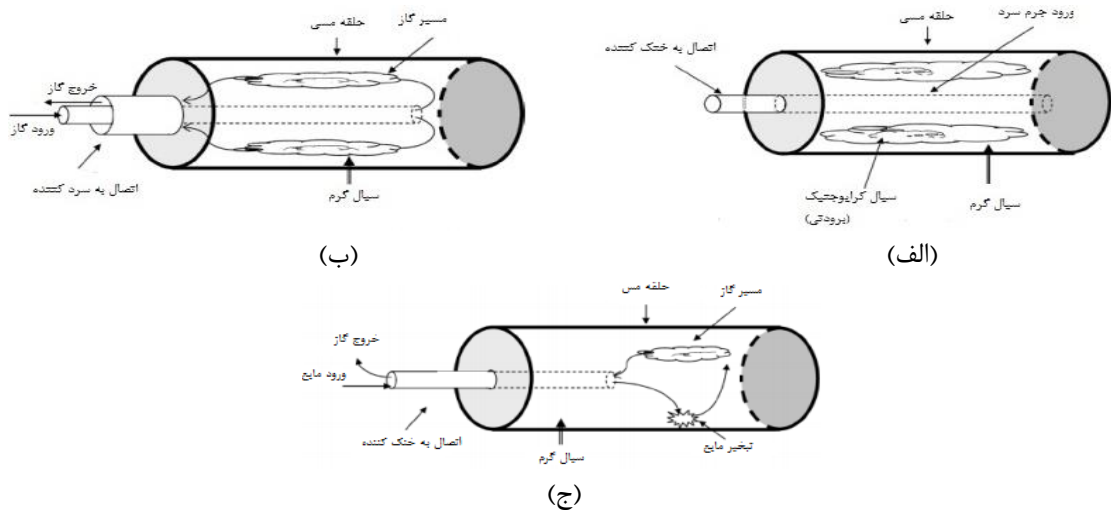 ورود جرم سرد
حلقه مسی
اتصال به خنک کننده
سیال کرایوجنتیک
(برودتی)
سیال گرم
(الف)
مسیر گاز
حلقه مسی
خروج گاز
ورود گاز
اتصال به سرد کننده
سیال گرم
(ب)
مسیر گاز
حلقه مس
خروج گاز
ورود مایع
اتصال به خنک کننده
سیال گرم
تبخیر مایع
(ج)